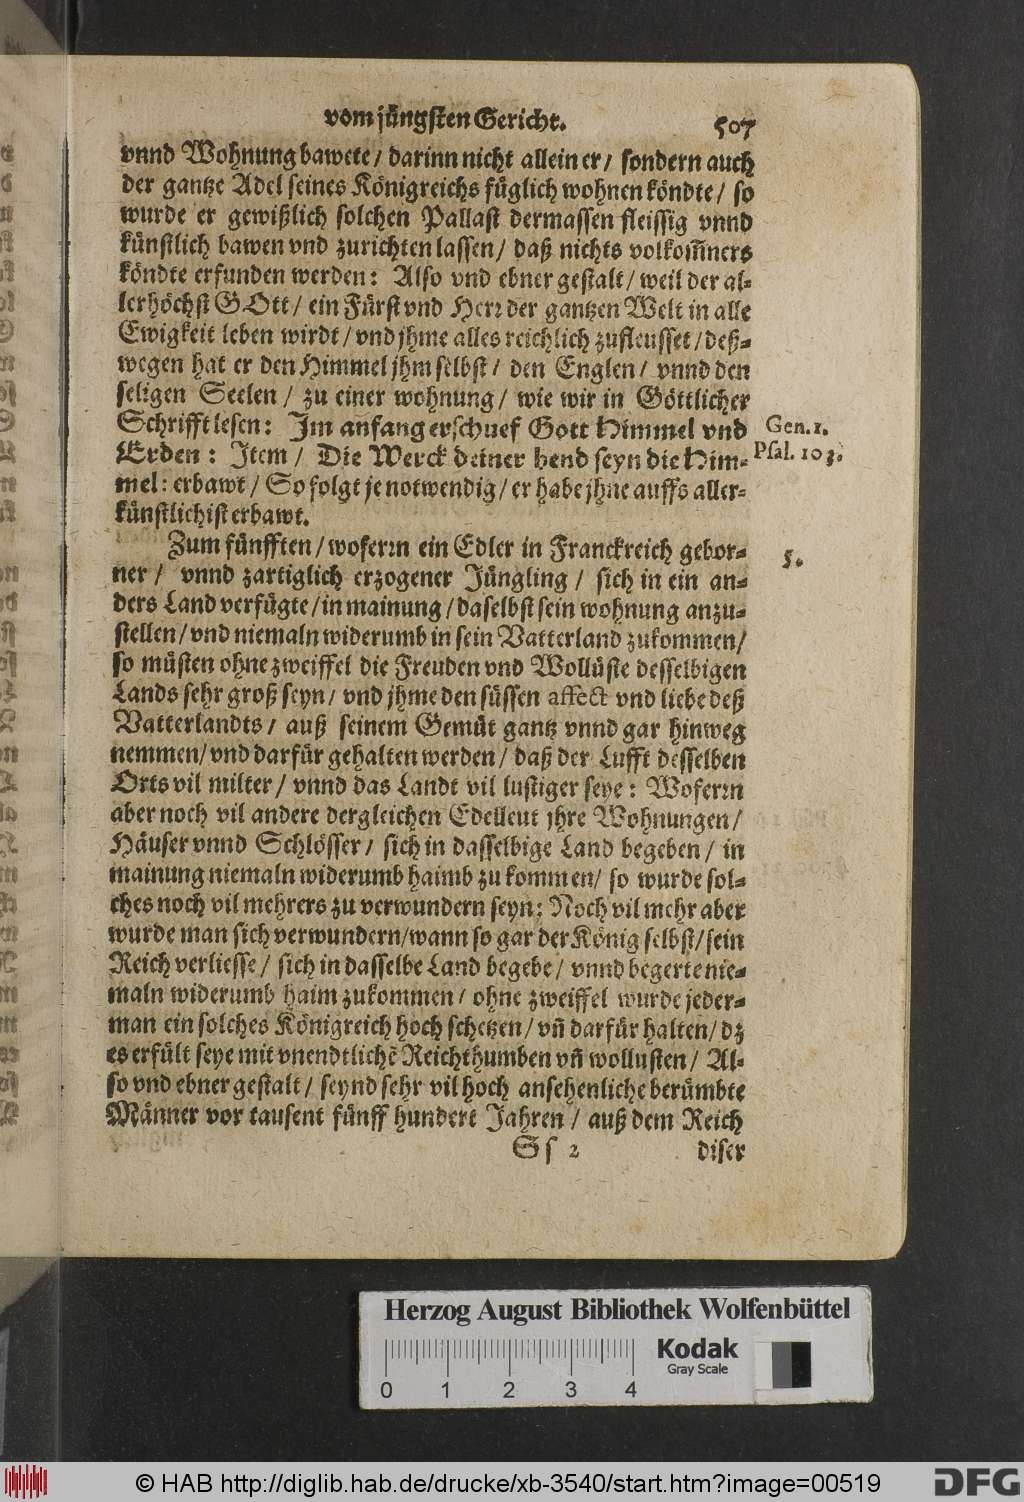 vom jüngsten Gericht. 507
vnnd Wohnung bawete / darinn nicht allein er / sondern auch
der gantze Adel seines Königreichs füglich wohnen köndte / so
wurde er gewißlich solchen Pallast dermassen fleissig vnnd
künstlich bawen vnd zurichten lassen / daß nichts volkom̃ners
köndte erfunden werden: Also vnd ebner gestalt / weil der al-
lerhöchst GOtt / ein Fürst vnd Herr der gantzen Welt in alle
Ewigkeit leben wirdt / vnd jhme alles reichlich zufleusset / deß-
wegen hat er den Himmel jhm selbst / den Englen / vnnd den
seligen Seelen / zu einer wohnung / wie wir in Göttlicher
Schrifft lesen: Im anfang erschuef Gott Himmel vnd
Gen. 1.
Erden: Item / Die Werck deiner hend seyn die Him-
Psal. 103.
mel: erbawt / So folgt je notwendig / er habe jhne auffs aller-
künstlichist erbawt.
Zum fünfften / woferrn ein Edler in Franckreich gebor-
5.
ner / vnnd zartiglich erzogener Jüngling / sich in ein an-
ders Land verfügte / in mainung / daselbst sein wohnung anzu-
stellen / vnd niemaln widerumb in sein Vatterland zukommen /
so müsten ohne zweiffel die Freuden vnd Wollüste desselbigen
Lands sehr groß seyn / vnd jhme den süssen affect vnd liebe deß
Vatterlandts / auß seinem Gemüt gantz vnnd gar hinweg
nemmen / vnd darfür gehalten werden / daß der Lufft desselben
Orts vil milter / vnnd das Landt vil lustiger seye: Woferrn
aber noch vil andere dergleichen Edelleut jhre Wohnungen /
Häuser vnnd Schlösser / sich in dasselbige Land begeben / in
mainung niemaln widerumb haimb zu kommen / so wurde sol-
ches noch vil mehrers zu verwundern seyn: Noch vil mehr aber
wurde man sich verwundern / wann so gar der König selbst / sein
Reich verliesse / sich in dasselbe Land begebe / vnnd begerte nie-
maln widerumb haim zukommen / ohne zweiffel wurde jeder-
man ein solches Königreich hoch schetzen / vn̄ darfür halten / dz
es erfült seye mit vnendtlichē Reichthumben vn̄ wollusten / Al-
so vnd ebner gestalt / seynd sehr vil hoch ansehenliche berümbte
Männer vor tausent fünff hundert Jahren / auß dem Reich
Ss 2 diser
Herzog August Bibliothek Wolfenbüttel
Kodak
Gray Scale
0 1 2 3 4
© HAB http://diglib.hab.de/drucke/xb-3540/start.htm?image=00519
DFG